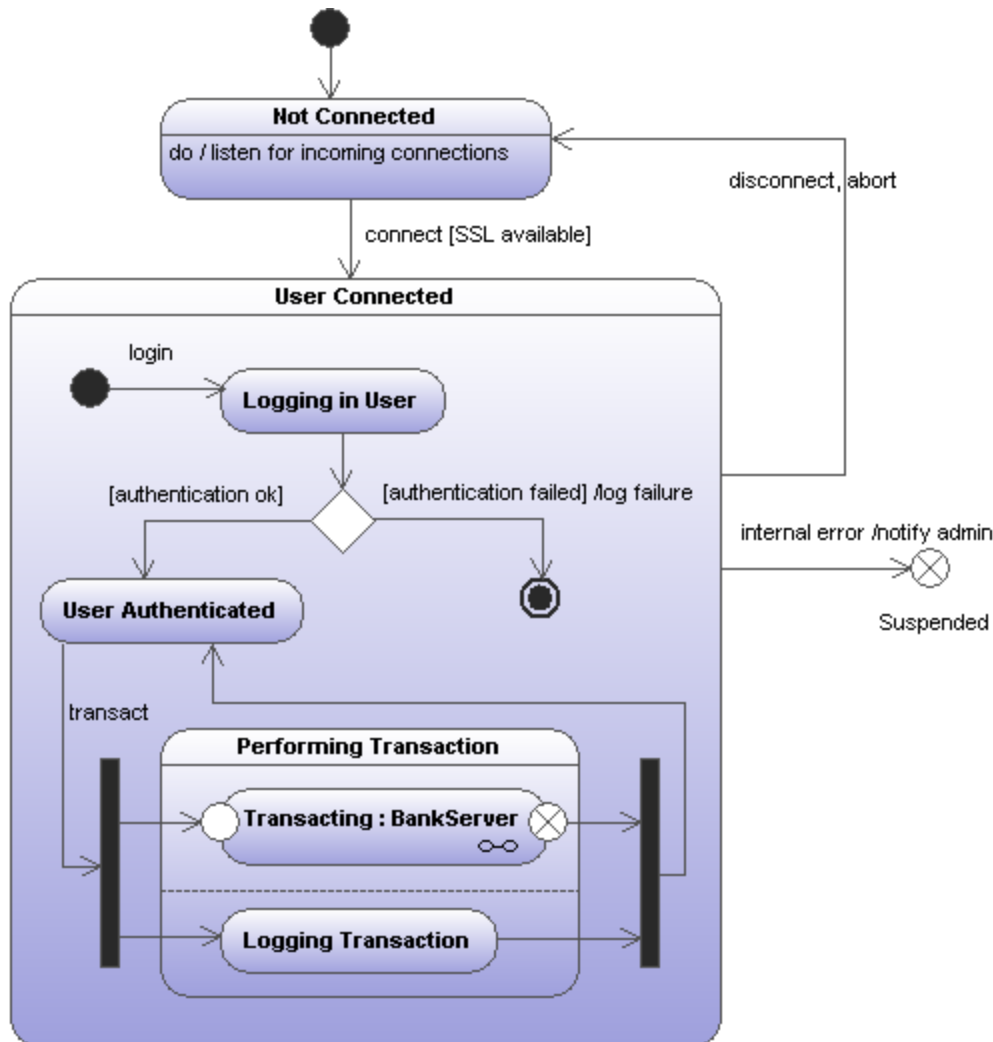 Not Connected
do / listen for incoming connections
disconnect, abort
connect [SSL available]
User Connected
login
Logging in User
[authentication ok]
[authentication failed] /log failure
internal error /notify admin
User Authenticated
Suspended
transact
Performing Transaction
Transacting : BankServer
Logging Transaction